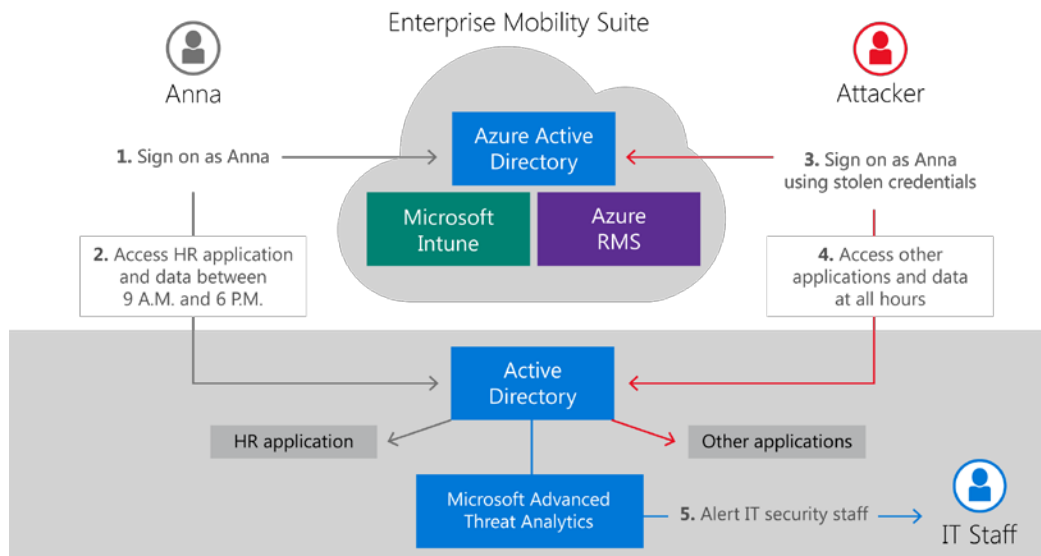 Enterprise Mobility Suite
Anna
Attacker
Azure Active
Directory
1. Sign on as Anna
3. Sign on as Anna
using stolen credentials
Microsoft
Intune
Azure
RMS
2. Access HR application
and data between
9 A.M. and 6 P.M.
4. Access other
applications and data
at all hours
Active
Directory
HR application
Other applications
Microsoft Advanced
Threat Analytics
5. Alert IT security staff
IT Staff